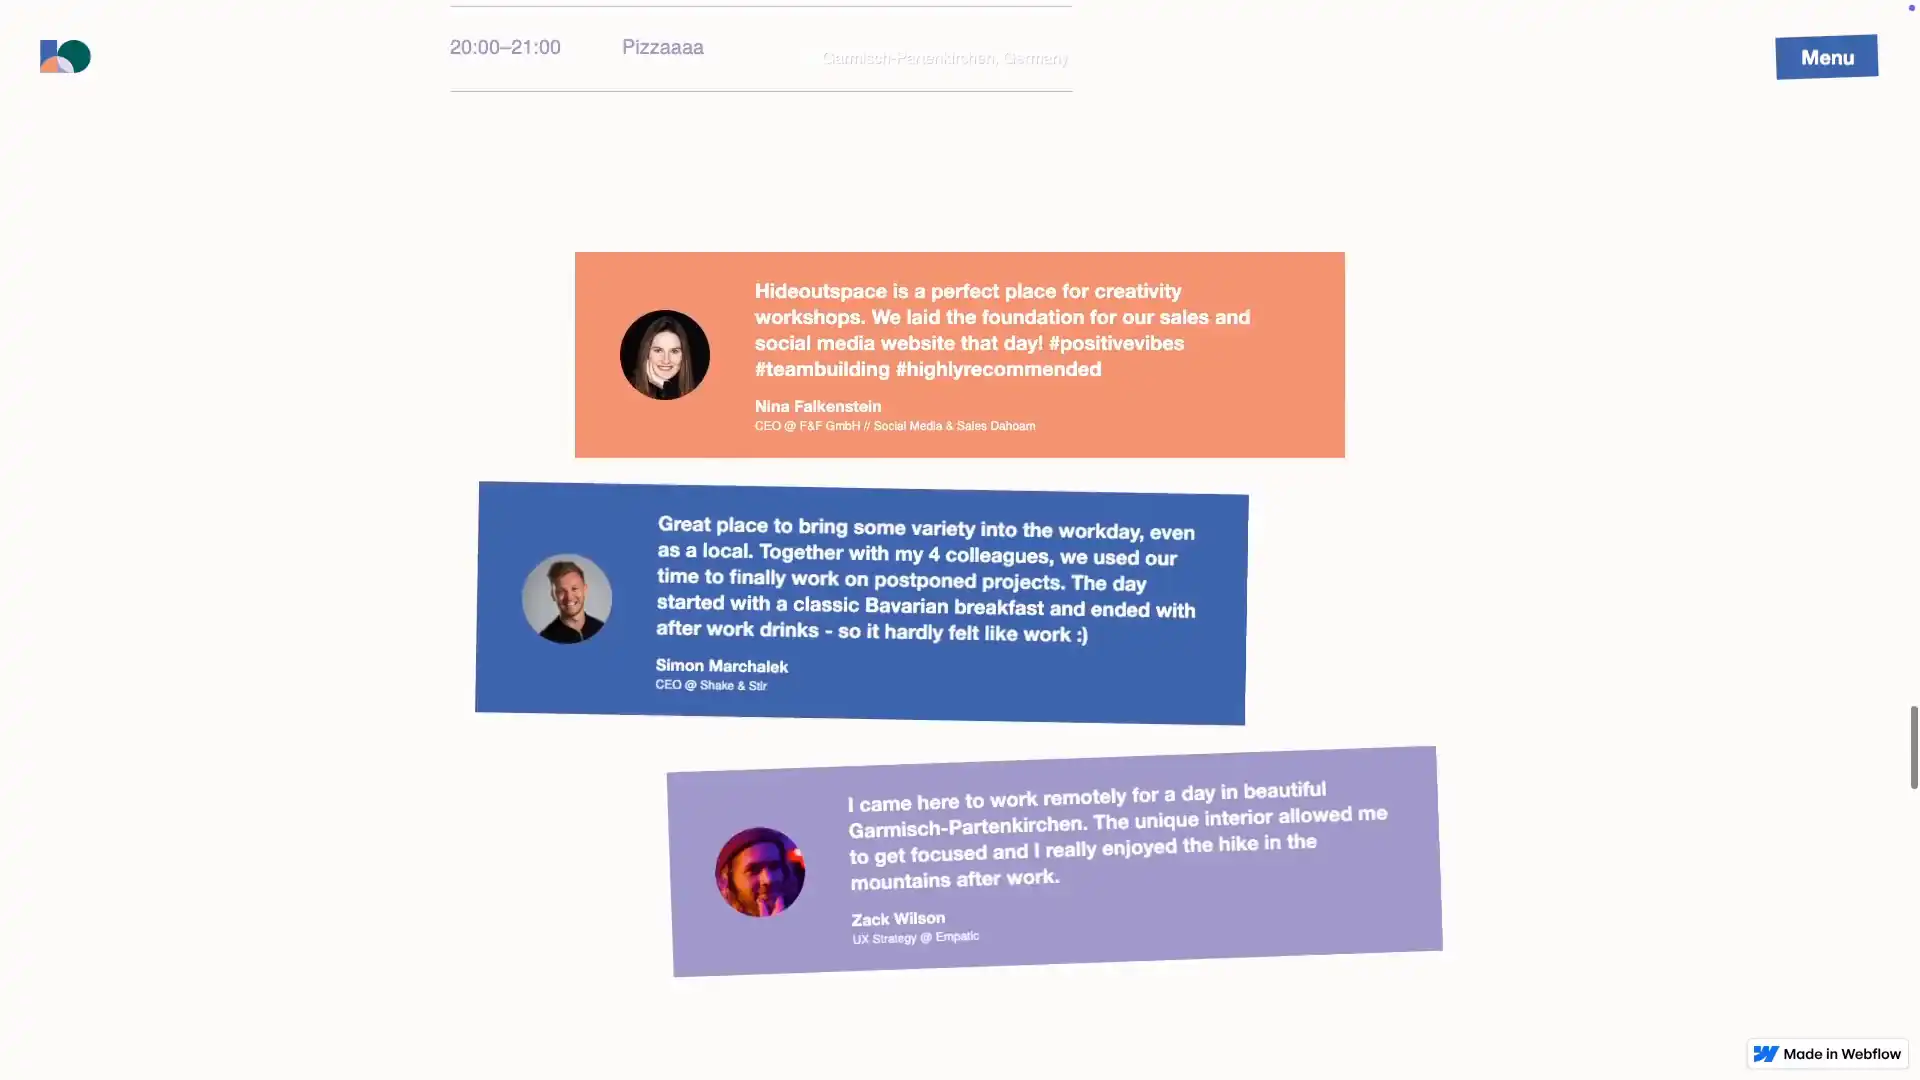 20:00–21:00
Pizzaaaa
Garmisch-Partenkirchen, Germany
Menu
Hideoutspace is a perfect place for creativity
workshops. We laid the foundation for our sales and
social media website that day! #positivevibes
#teambuilding #highlyrecommended
Nina Falkenstein
CEO @ F&F GmbH // Social Media & Sales Dahoam
Great place to bring some variety into the workday, even
as a local. Together with my 4 colleagues, we used our
time to finally work on postponed projects. The day
started with a classic Bavarian breakfast and ended with
after work drinks - so it hardly felt like work :)
Simon Marchalek
CEO @ Shake & Stir
I came here to work remotely for a day in beautiful
Garmisch-Partenkirchen. The unique interior allowed me
to get focused and I really enjoyed the hike in the
mountains after work.
Zack Wilson
UX Strategy @ Empatic
Made in Webflow